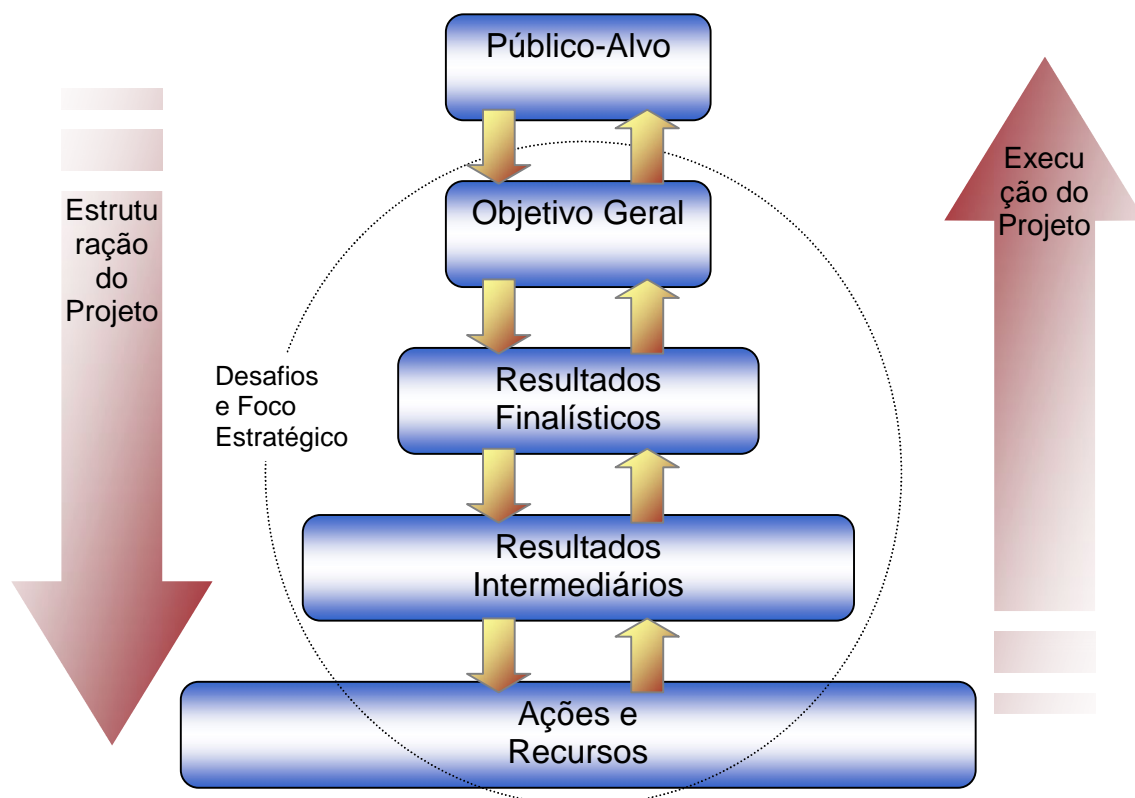 Público-Alvo
Objetivo Geral
Estrutu
ração
do
Projeto
Execu
ção do
Projeto
Desafios
e Foco
Estratégico
Resultados
Finalísticos
Resultados
Intermediários
Ações e
Recursos